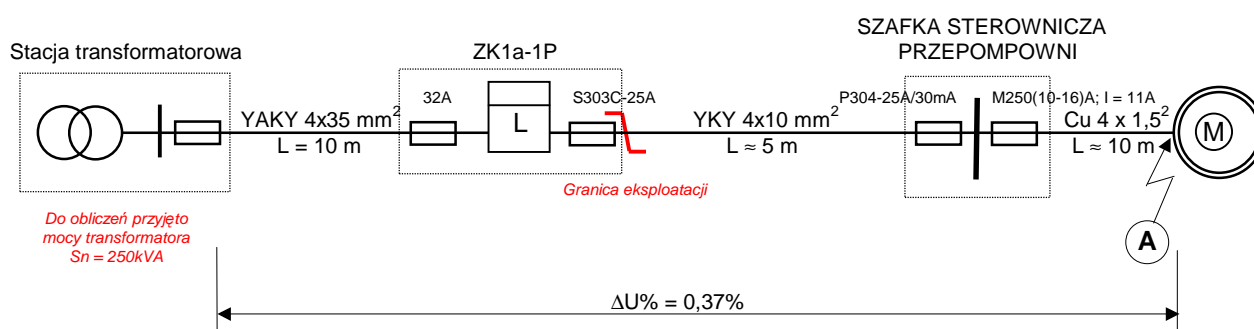 SZAFKA STEROWNICZA
PRZEPOMPOWNI
Stacja transformatorowa
ZK1a-1P
32A
S303C-25A
P304-25A/30mA
M250(10-16)A; I = 11A
L
YAKY 4x35 mm²
L = 10 m
YKY 4x10 mm²
L ≈ 5 m
Cu 4 x 1,5²
L ≈ 10 m
M
Granica eksploatacji
Do obliczeń przyjęto
mocy transformatora
Sn = 250kVA
A
ΔU% = 0,37%